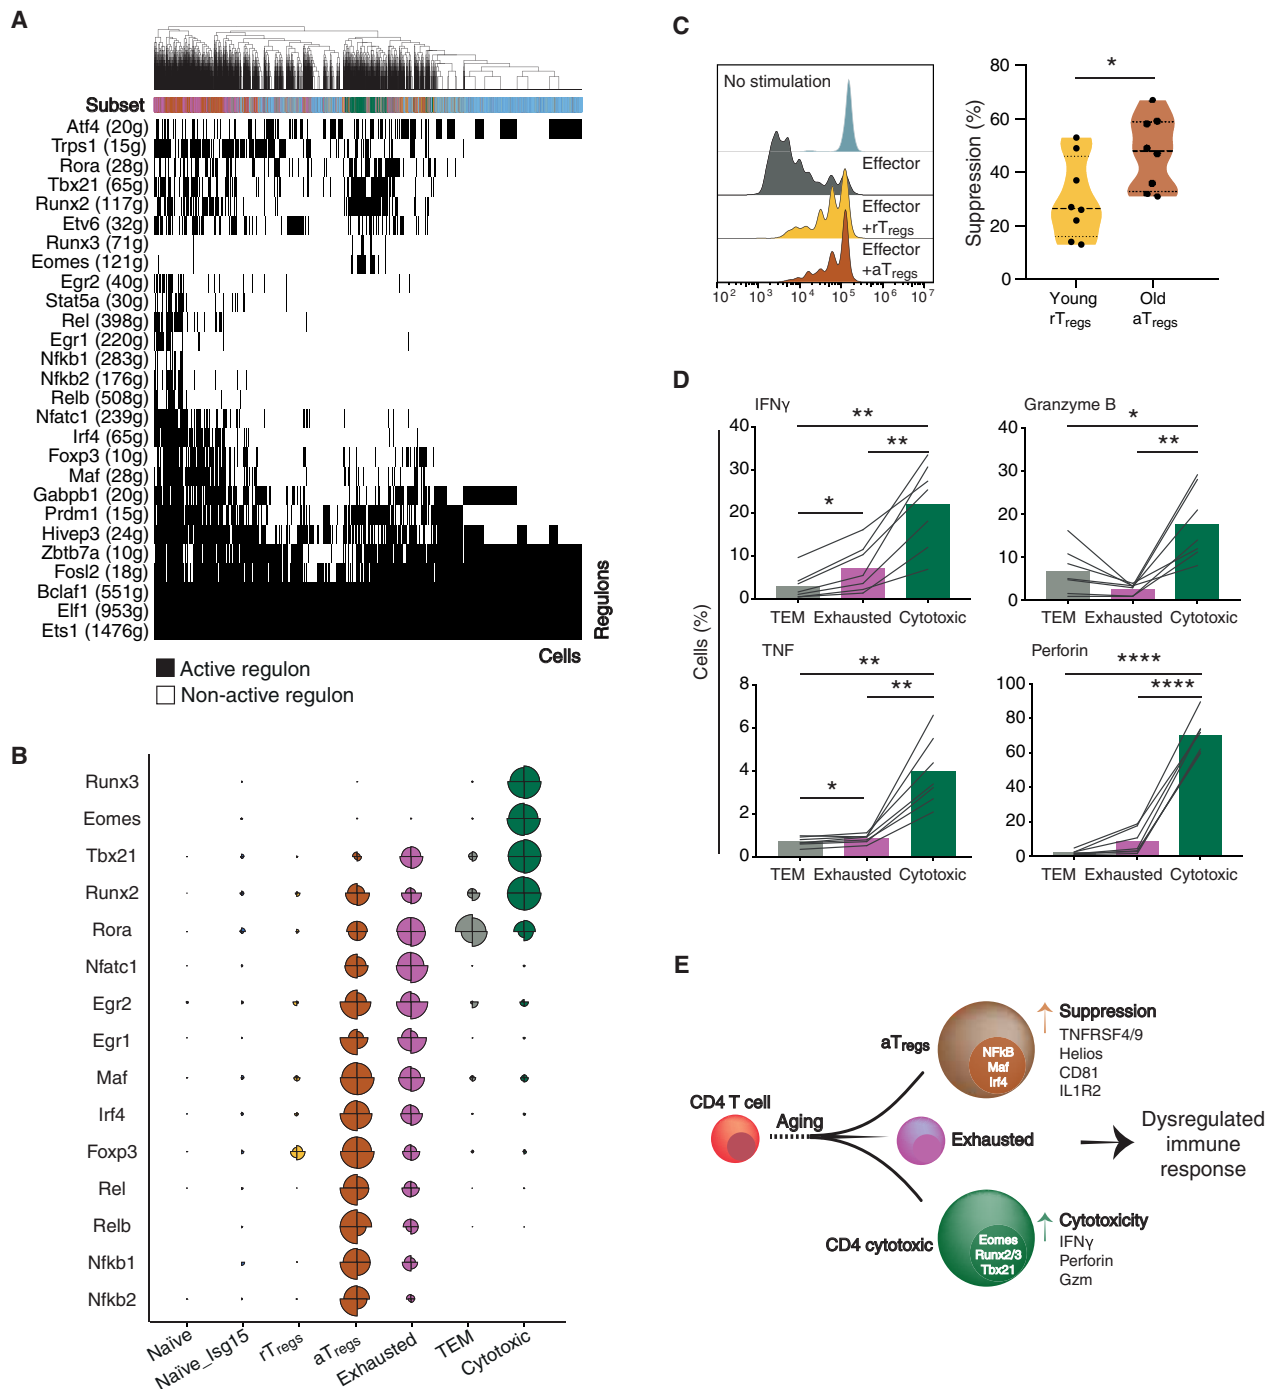 A
Subset
Atf4 (20g)
Trps1 (15g)
Rora (28g)
Tbx21 (65g)
Runx2 (117g)
Etv6 (32g)
Runx3 (71g)
Eomes (121g)
Egr2 (40g)
Stat5a (30g)
Rel (398g)
Egr1 (220g)
Nfkb1 (283g)
Nfkb2 (176g)
Relb (508g)
Nfatc1 (239g)
Irf4 (65g)
Foxp3 (10g)
Maf (28g)
Gabpb1 (20g)
Prdm1 (15g)
Hivep3 (24g)
Zbtb7a (10g)
Fosl2 (18g)
Bclaf1 (551g)
Elf1 (953g)
Ets1 (1476g)
Regulons
Cells
Active regulon
Non-active regulon
B
Runx3
Eomes
Tbx21
Runx2
Rora
Nfatc1
Egr2
Egr1
Maf
Irf4
Foxp3
Rel
Relb
Nfkb1
Nfkb2
Naïve
Naïve_Isg15
rTregs
aTregs
Exhausted
TEM
Cytotoxic
C
No stimulation
Effector
Effector
+rTregs
Effector
+aTregs
10² 10³ 10⁴ 10⁵ 10⁶ 10⁷
Suppression (%)
80
60
40
20
0
*
Young
rTregs
Old
aTregs
D
Cells (%)
IFNγ
40
30
20
10
0
**
**
*
TEM Exhausted Cytotoxic
Granzyme B
40
30
20
10
0
*
**
TEM Exhausted Cytotoxic
TNF
8
6
4
2
0
**
**
*
TEM Exhausted Cytotoxic
Perforin
100
80
60
40
20
0
****
****
TEM Exhausted Cytotoxic
E
CD4 T cell
Aging
aTregs
NFkB
Maf
Irf4
Suppression
TNFRSF4/9
Helios
CD81
IL1R2
Exhausted
CD4 cytotoxic
Eomes
Runx2/3
Tbx21
Cytotoxicity
IFNγ
Perforin
Gzm
Dysregulated
immune
response